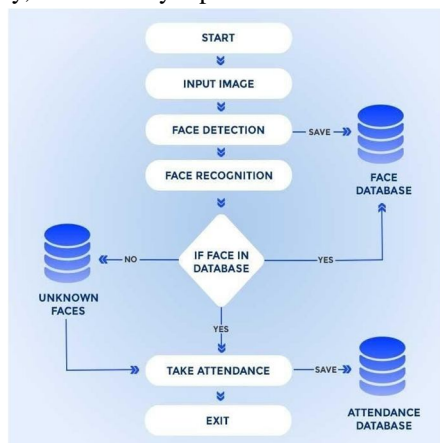 START
INPUT IMAGE
FACE DETECTION
SAVE
FACE
DATABASE
FACE RECOGNITION
IF FACE IN
DATABASE
NO
YES
UNKNOWN
FACES
YES
TAKE ATTENDANCE
SAVE
ATTENDANCE
DATABASE
EXIT